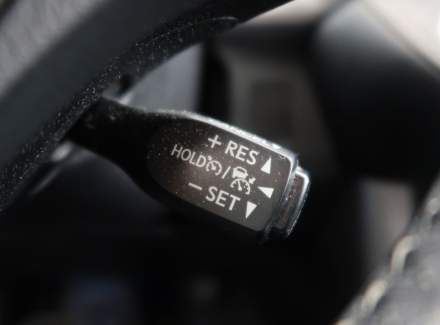 + RES ▲
HOLD / ◀
− SET ▼